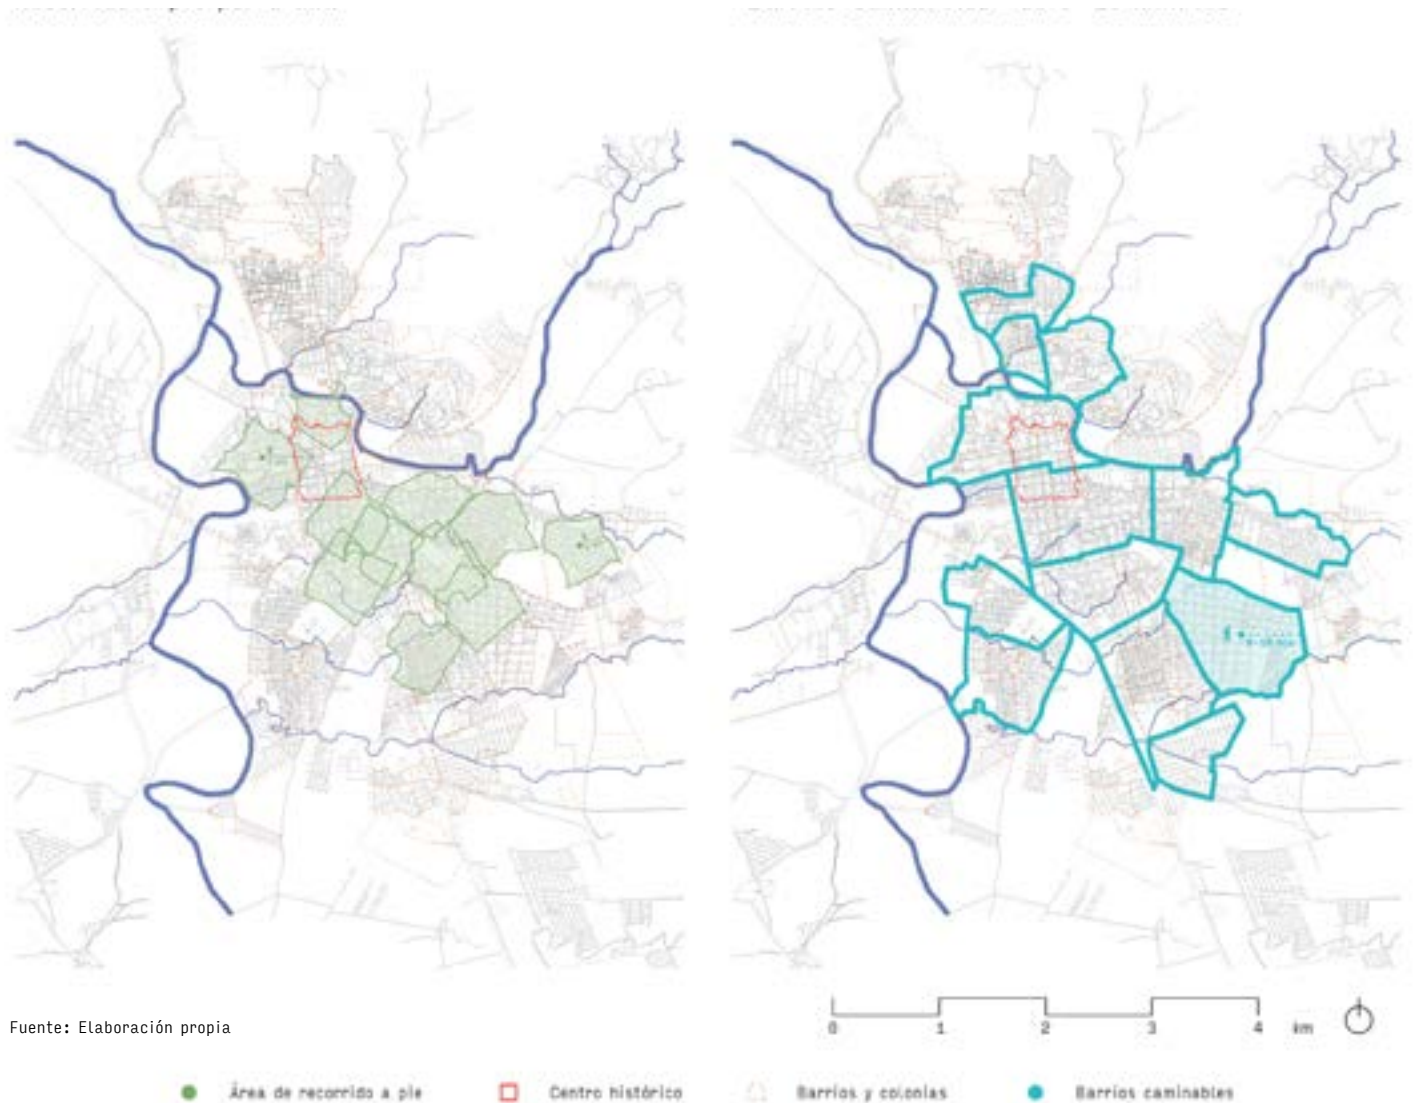 0 1 2 3 4 km
Fuente: Elaboración propia
Área de recorrido a pie
Centro histórico
Barrios y colonias
Barrios caminables